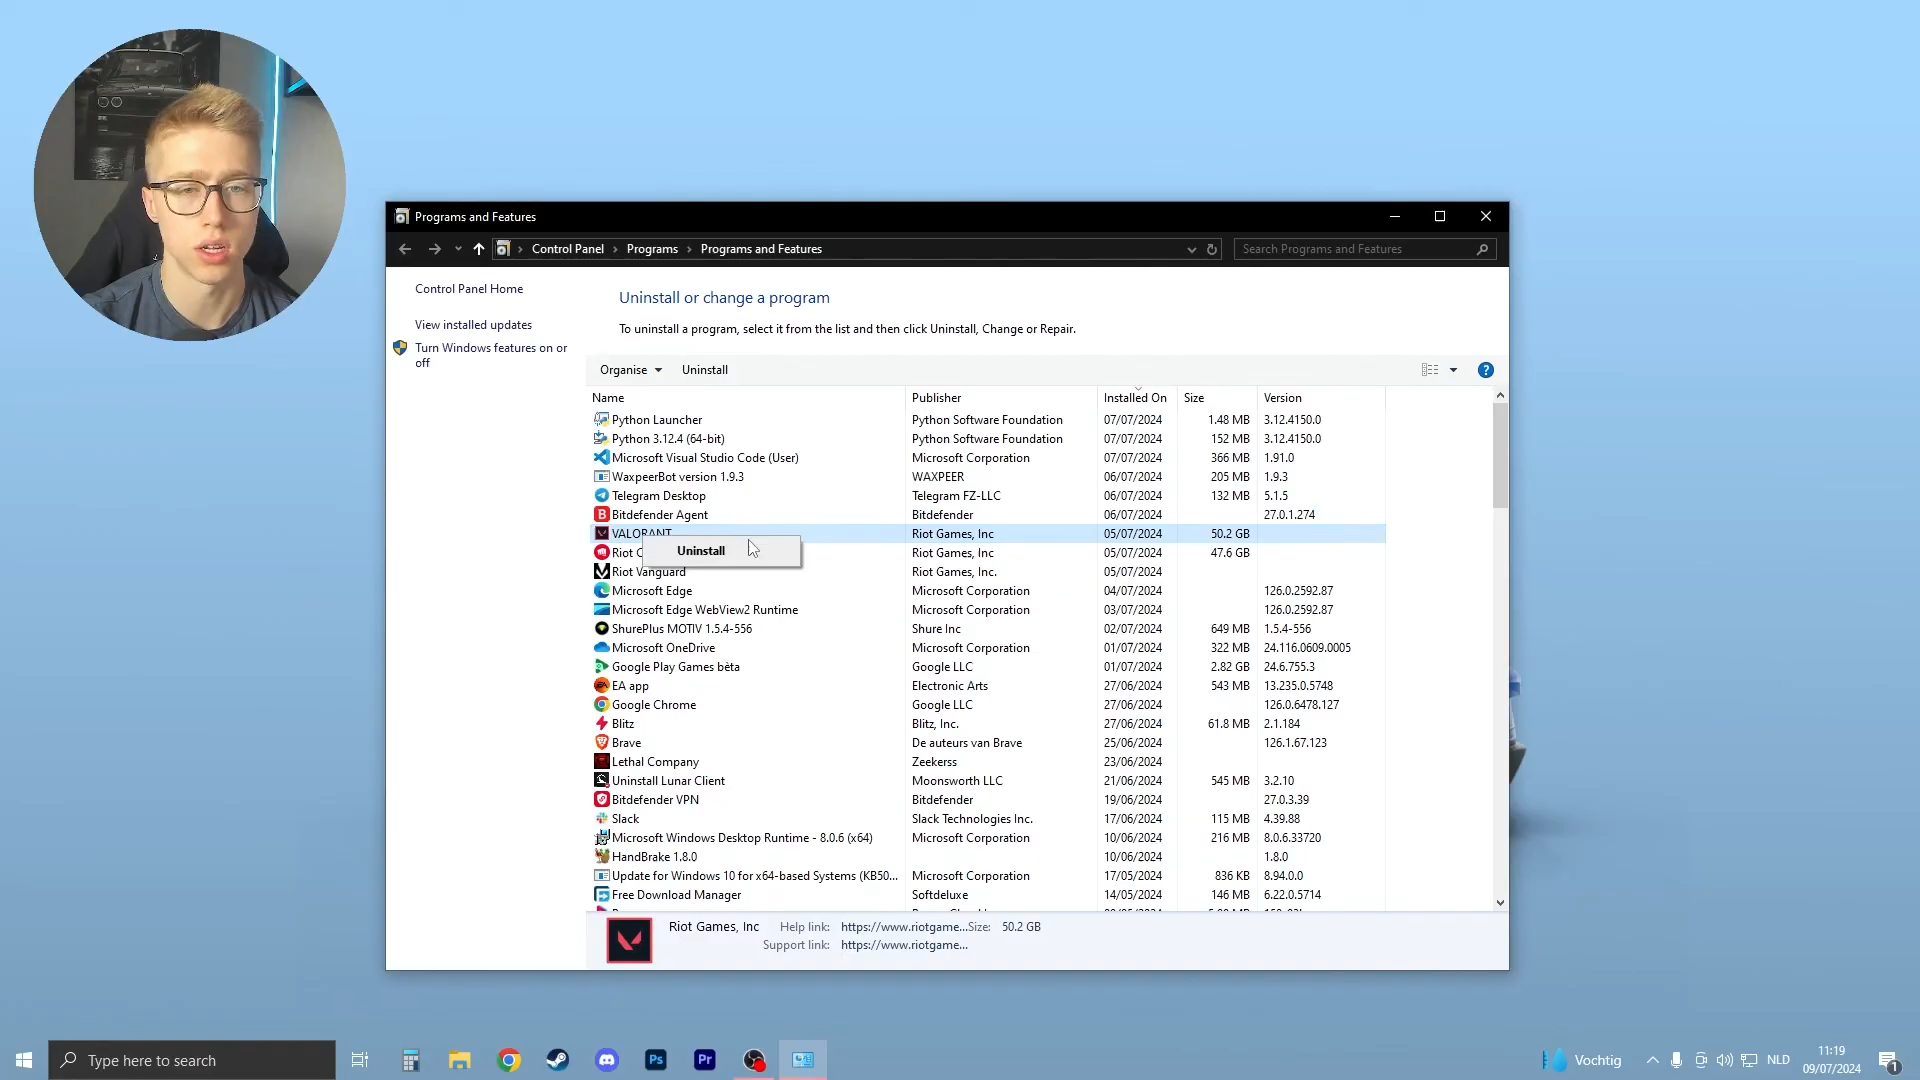 Programs and Features
Control Panel > Programs > Programs and Features
Search Programs and Features
Control Panel Home
View installed updates
Turn Windows features on or
off
Uninstall or change a program
To uninstall a program, select it from the list and then click Uninstall, Change or Repair.
Organise Uninstall
Name Publisher Installed On Size Version
Python Launcher Python Software Foundation 07/07/2024 1.48 MB 3.12.4150.0
Python 3.12.4 (64-bit) Python Software Foundation 07/07/2024 152 MB 3.12.4150.0
Microsoft Visual Studio Code (User) Microsoft Corporation 07/07/2024 366 MB 1.91.0
WaxpeerBot version 1.9.3 WAXPEER 06/07/2024 205 MB 1.9.3
Telegram Desktop Telegram FZ-LLC 06/07/2024 132 MB 5.1.5
Bitdefender Agent Bitdefender 06/07/2024 27.0.1.274
VALORANT Riot Games, Inc 05/07/2024 50.2 GB
Uninstall
Riot C Riot Games, Inc 05/07/2024 47.6 GB
Riot Vanguard Riot Games, Inc. 05/07/2024
Microsoft Edge Microsoft Corporation 04/07/2024 126.0.2592.87
Microsoft Edge WebView2 Runtime Microsoft Corporation 03/07/2024 126.0.2592.87
ShurePlus MOTIV 1.5.4-556 Shure Inc 02/07/2024 649 MB 1.5.4-556
Microsoft OneDrive Microsoft Corporation 01/07/2024 322 MB 24.116.0609.0005
Google Play Games bèta Google LLC 01/07/2024 2.82 GB 24.6.755.3
EA app Electronic Arts 27/06/2024 543 MB 13.235.0.5748
Google Chrome Google LLC 27/06/2024 126.0.6478.127
Blitz Blitz, Inc. 27/06/2024 61.8 MB 2.1.184
Brave De auteurs van Brave 25/06/2024 126.1.67.123
Lethal Company Zeekerss 23/06/2024
Uninstall Lunar Client Moonsworth LLC 21/06/2024 545 MB 3.2.10
Bitdefender VPN Bitdefender 19/06/2024 27.0.3.39
Slack Slack Technologies Inc. 17/06/2024 115 MB 4.39.88
Microsoft Windows Desktop Runtime - 8.0.6 (x64) Microsoft Corporation 10/06/2024 216 MB 8.0.6.33720
HandBrake 1.8.0 10/06/2024 1.8.0
Update for Windows 10 for x64-based Systems (KB50... Microsoft Corporation 17/05/2024 836 KB 8.94.0.0
Free Download Manager Softdeluxe 14/05/2024 146 MB 6.22.0.5714
Riot Games, Inc Help link: https://www.riotgame... Size: 50.2 GB
Support link: https://www.riotgame...
Type here to search
Ps
Pr
Vochtig
NLD
11:19
09/07/2024
1